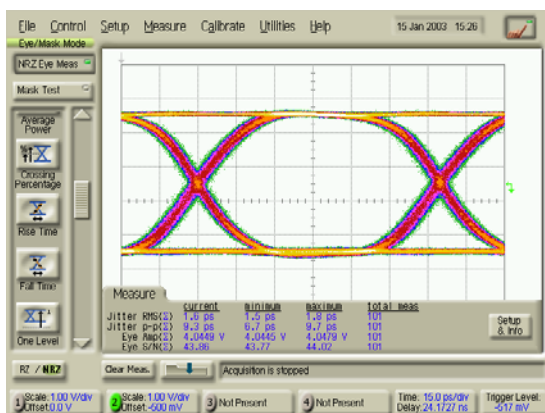 File Control Setup Measure Calibrate Utilities Help 15 Jan 2003 15:26
Eye/Mask Mode
NRZ Eye Meas
Mask Test
Average
Power
Crossing
Percentage
Rise Time
Fall Time
One Level
Measure
current minimum maximum total meas
Jitter RMS(Σ) 1.6 ps 1.5 ps 1.8 ps 101
Jitter p-p(Σ) 9.3 ps 6.7 ps 9.7 ps 101
Eye Ampl(Σ) 4.0449 V 4.0445 V 4.0479 V 101
Eye S/N(Σ) 43.86 43.77 44.02 101
Setup
& Info
RZ / NRZ
Clear Meas.
Acquisition is stopped
1) Scale: 1.00 V/div
Offset: 0.0 V
2) Scale: 1.00 V/div
Offset: -600 mV
3) Not Present
4) Not Present
Time: 15.0 ps/div
Delay: 24.1727 ns
Trigger Level:
-517 mV